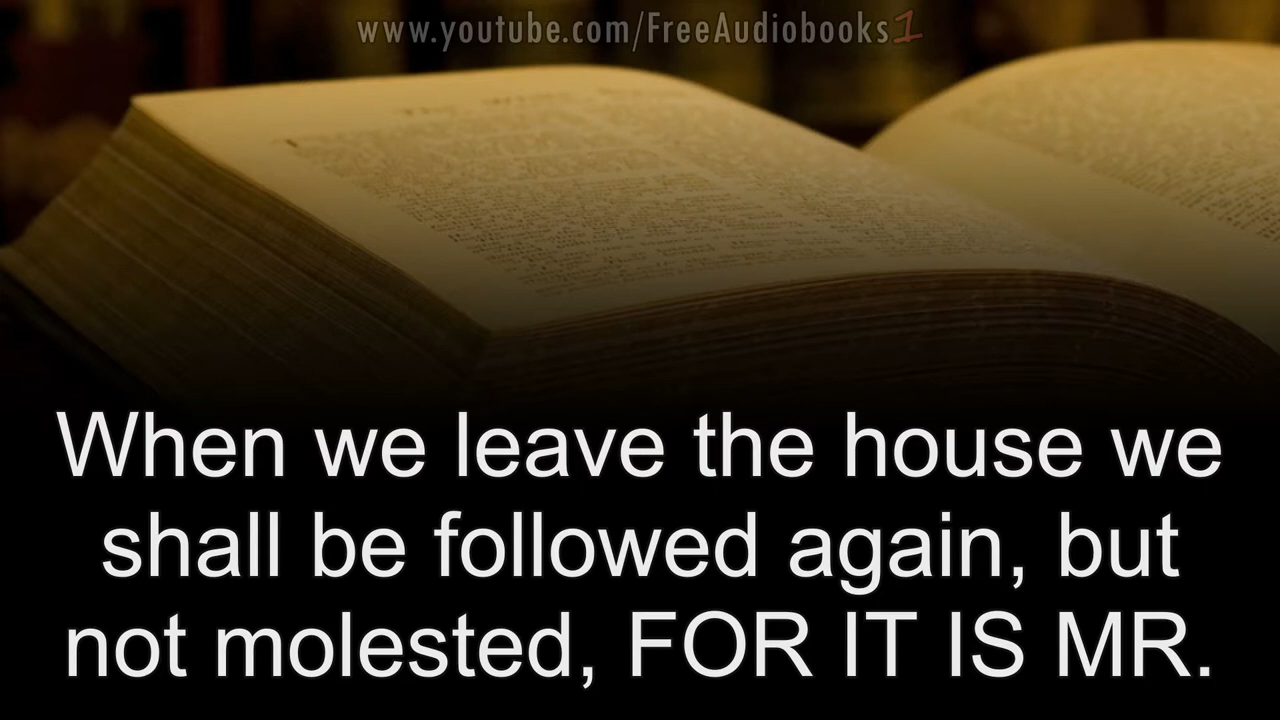 www.youtube.com/FreeAudiobooks1
When we leave the house we
shall be followed again, but
not molested, FOR IT IS MR.